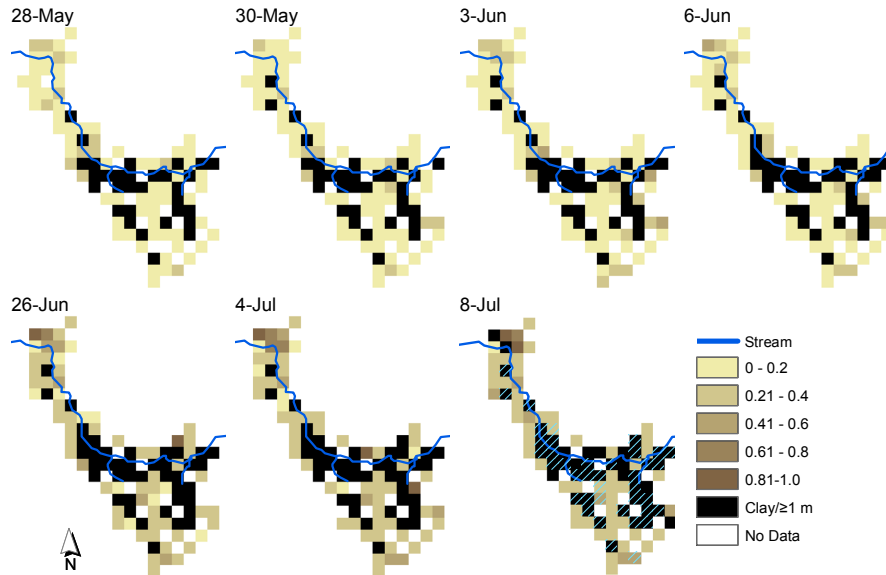 28-May
30-May
3-Jun
6-Jun
26-Jun
4-Jul
8-Jul
Stream
0 - 0.2
0.21 - 0.4
0.41 - 0.6
0.61 - 0.8
0.81-1.0
Clay/≥1 m
No Data
N